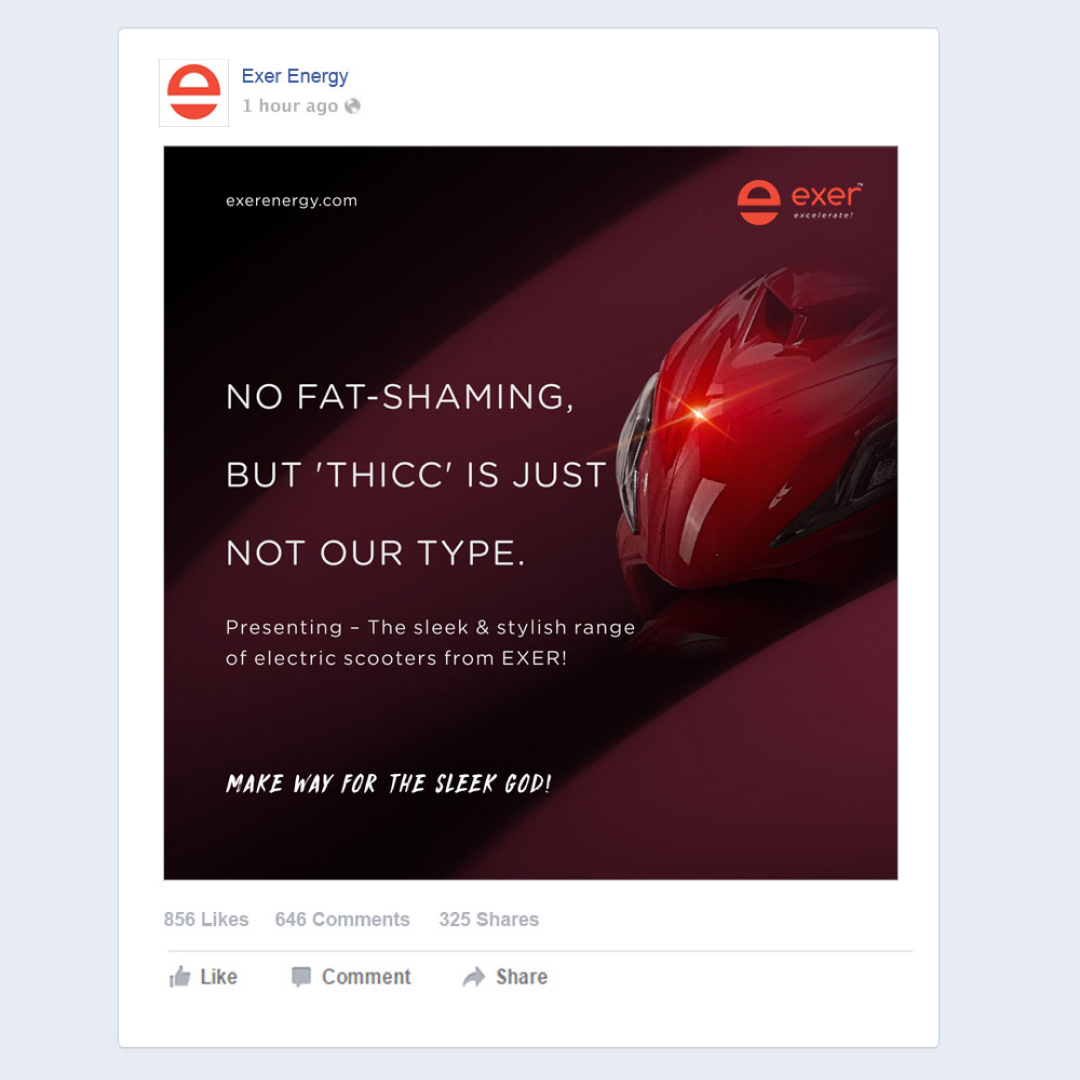 Exer Energy
1 hour ago
exerenergy.com
exer™
excelerate!
NO FAT-SHAMING,
BUT 'THICC' IS JUST
NOT OUR TYPE.
Presenting – The sleek & stylish range
of electric scooters from EXER!
MAKE WAY FOR THE SLEEK GOD!
856 Likes 646 Comments 325 Shares
Like Comment Share